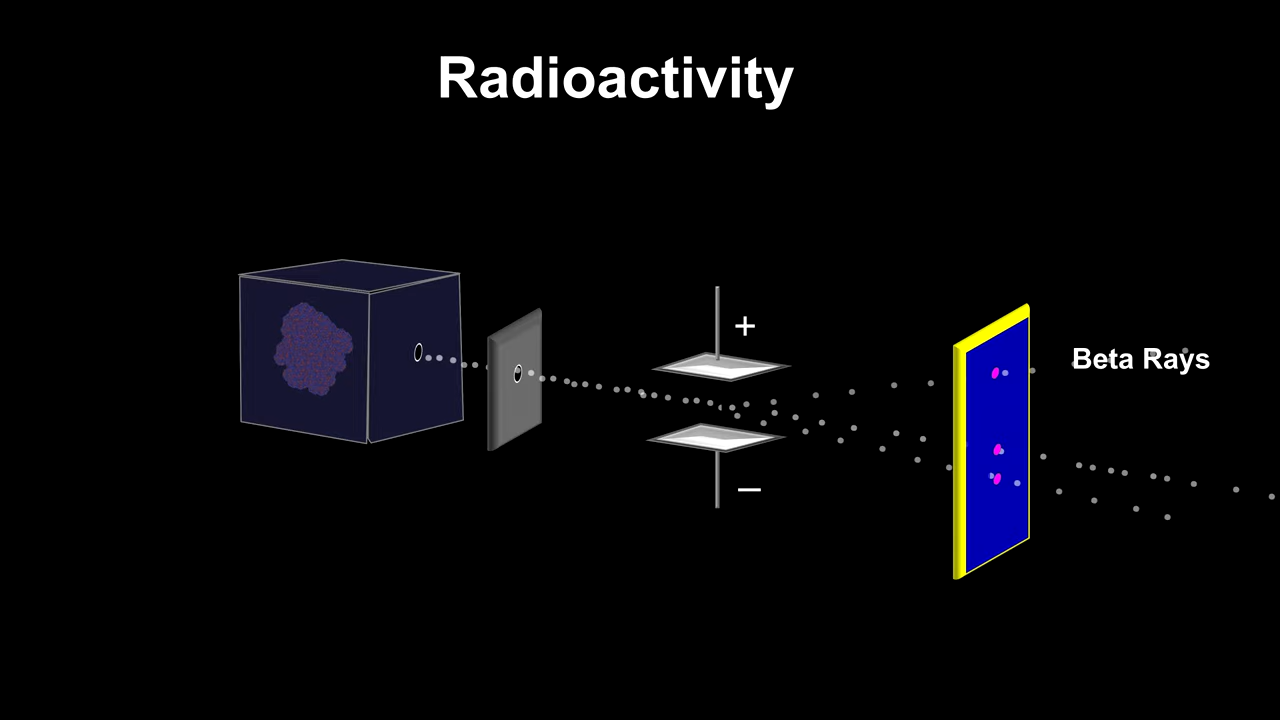 Radioactivity
+
Beta Rays
–